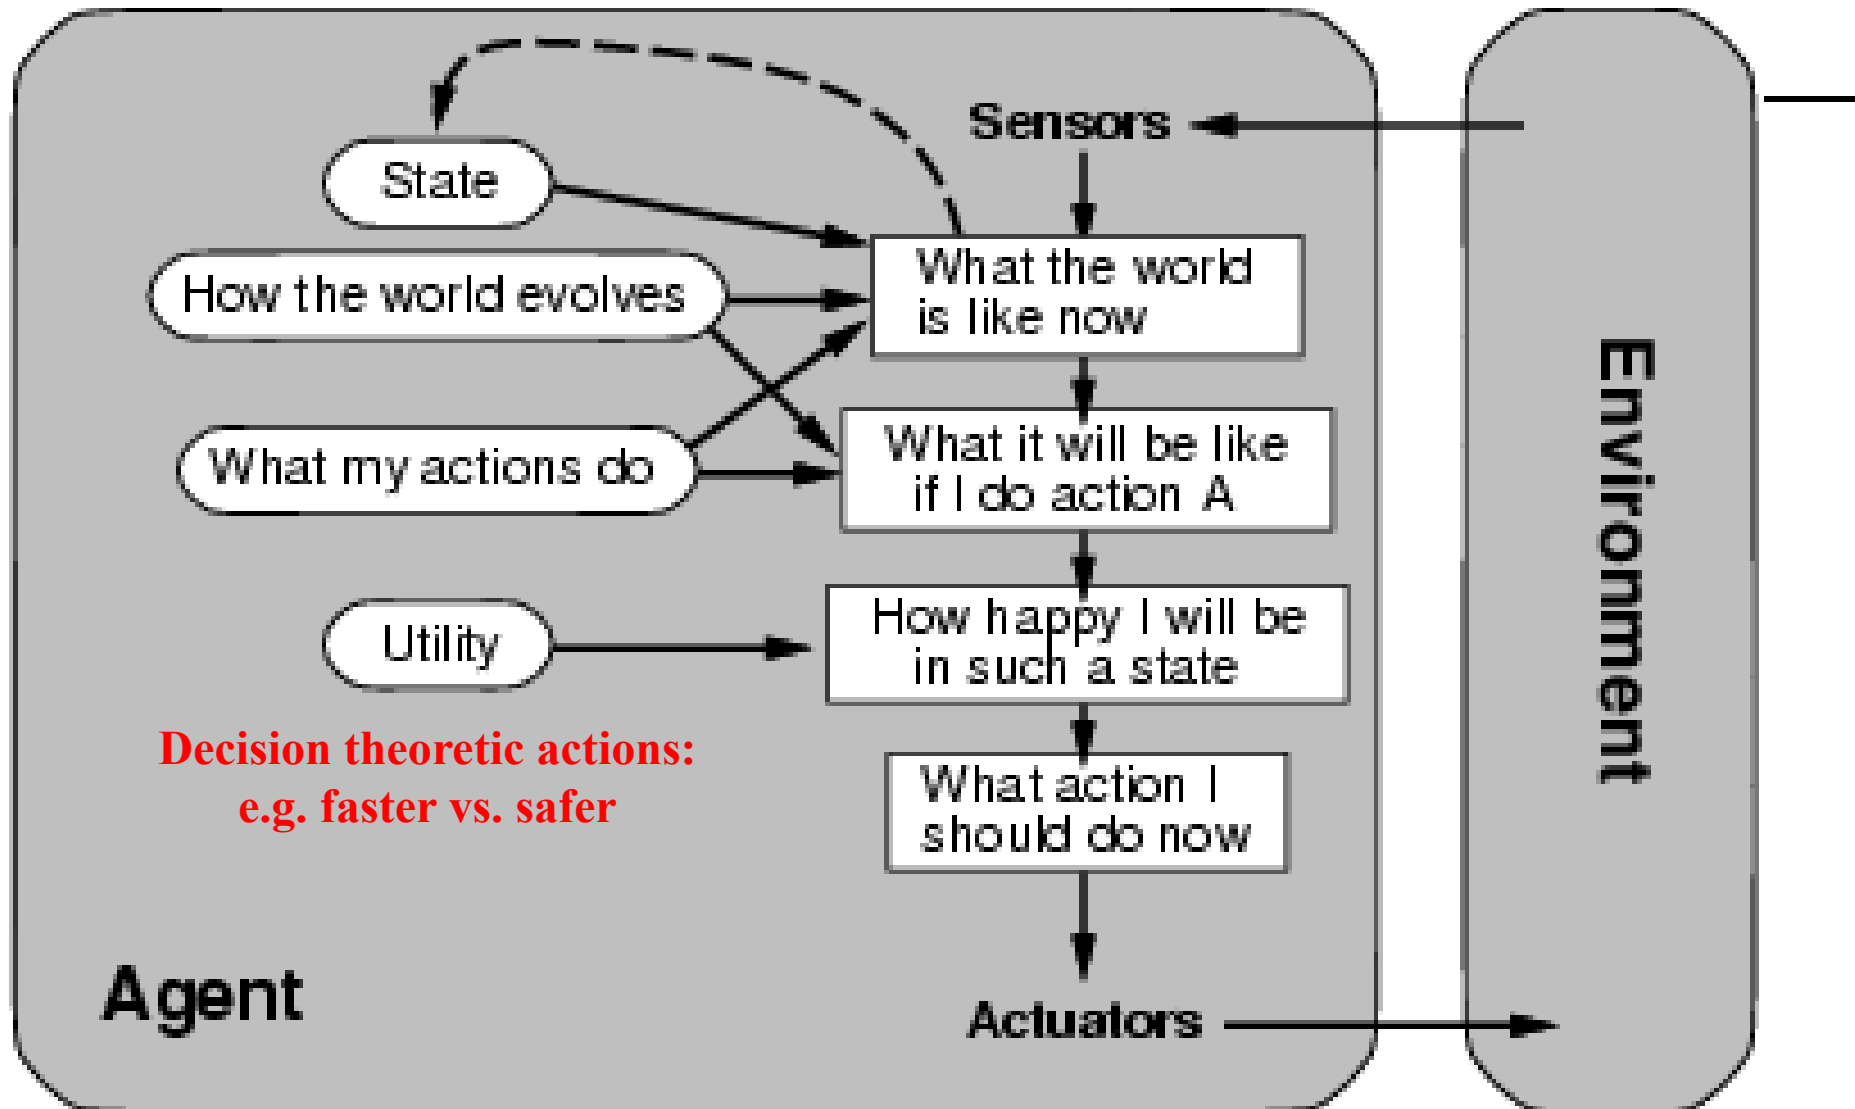 Sensors
State
What the world
is like now
How the world evolves
What my actions do
What it will be like
if I do action A
Utility
How happy I will be
in such a state
Decision theoretic actions:
e.g. faster vs. safer
What action I
should do now
Agent
Actuators
Environment